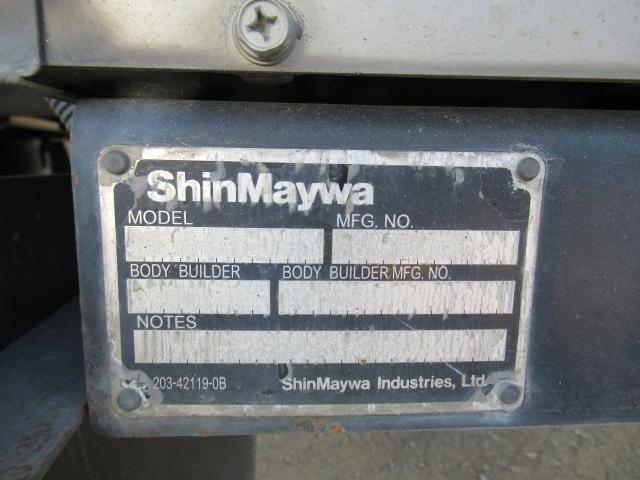 ShinMaywa
MODEL MFG. NO.
BODY BUILDER BODY BUILDER MFG. NO.
NOTES
203-42119-0B ShinMaywa Industries, Ltd.